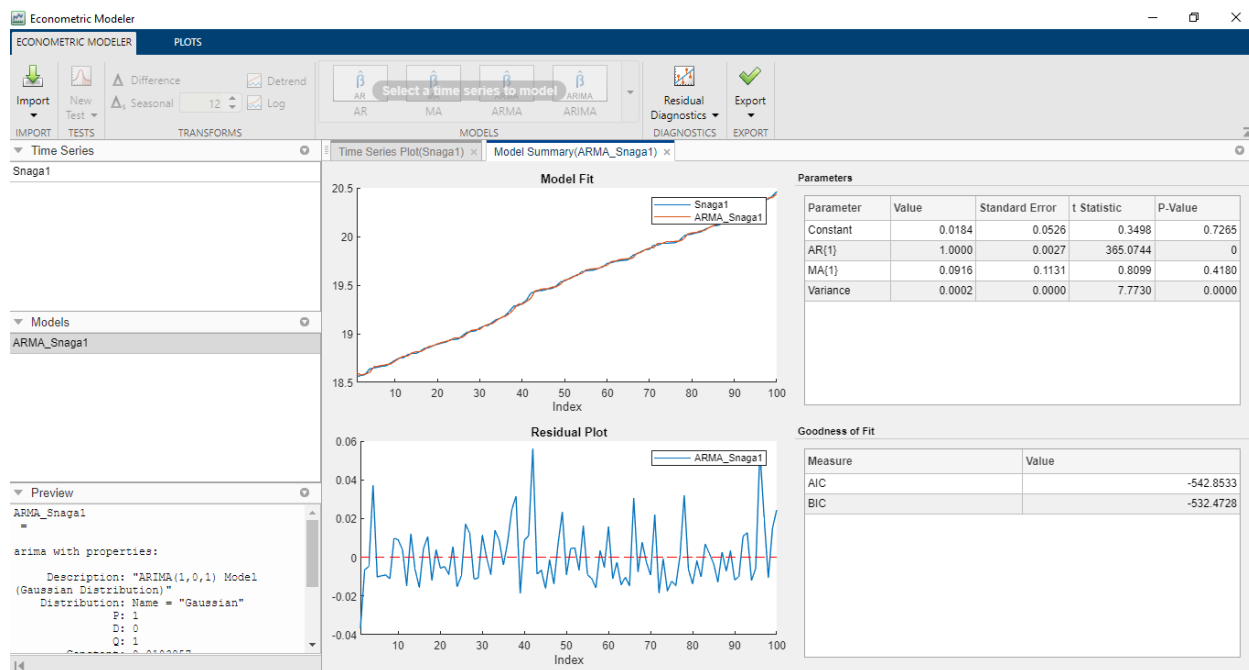 Econometric Modeler
ECONOMETRIC MODELER PLOTS
Import
New Test
Δ Difference
Detrend
Δs Seasonal 12
Log
β̂ AR
β̂
β̂
β̂ ARIMA
Select a time series to model
AR MA ARMA ARIMA
Residual Diagnostics
Export
IMPORT TESTS TRANSFORMS MODELS DIAGNOSTICS EXPORT
Time Series
Snaga1
Models
ARMA_Snaga1
Preview
ARMA_Snaga1
=
arima with properties:
Description: "ARIMA(1,0,1) Model
(Gaussian Distribution)"
Distribution: Name = "Gaussian"
P: 1
D: 0
Q: 1
Time Series Plot(Snaga1) Model Summary(ARMA_Snaga1)
Model Fit
Snaga1
ARMA_Snaga1
20.5
20
19.5
19
18.5
10 20 30 40 50 60 70 80 90 100
Index
Residual Plot
ARMA_Snaga1
0.06
0.04
0.02
0
-0.02
-0.04
10 20 30 40 50 60 70 80 90 100
Index
Parameters
Parameter Value Standard Error t Statistic P-Value
Constant 0.0184 0.0526 0.3498 0.7265
AR{1} 1.0000 0.0027 365.0744 0
MA{1} 0.0916 0.1131 0.8099 0.4180
Variance 0.0002 0.0000 7.7730 0.0000
Goodness of Fit
Measure Value
AIC -542.8533
BIC -532.4728